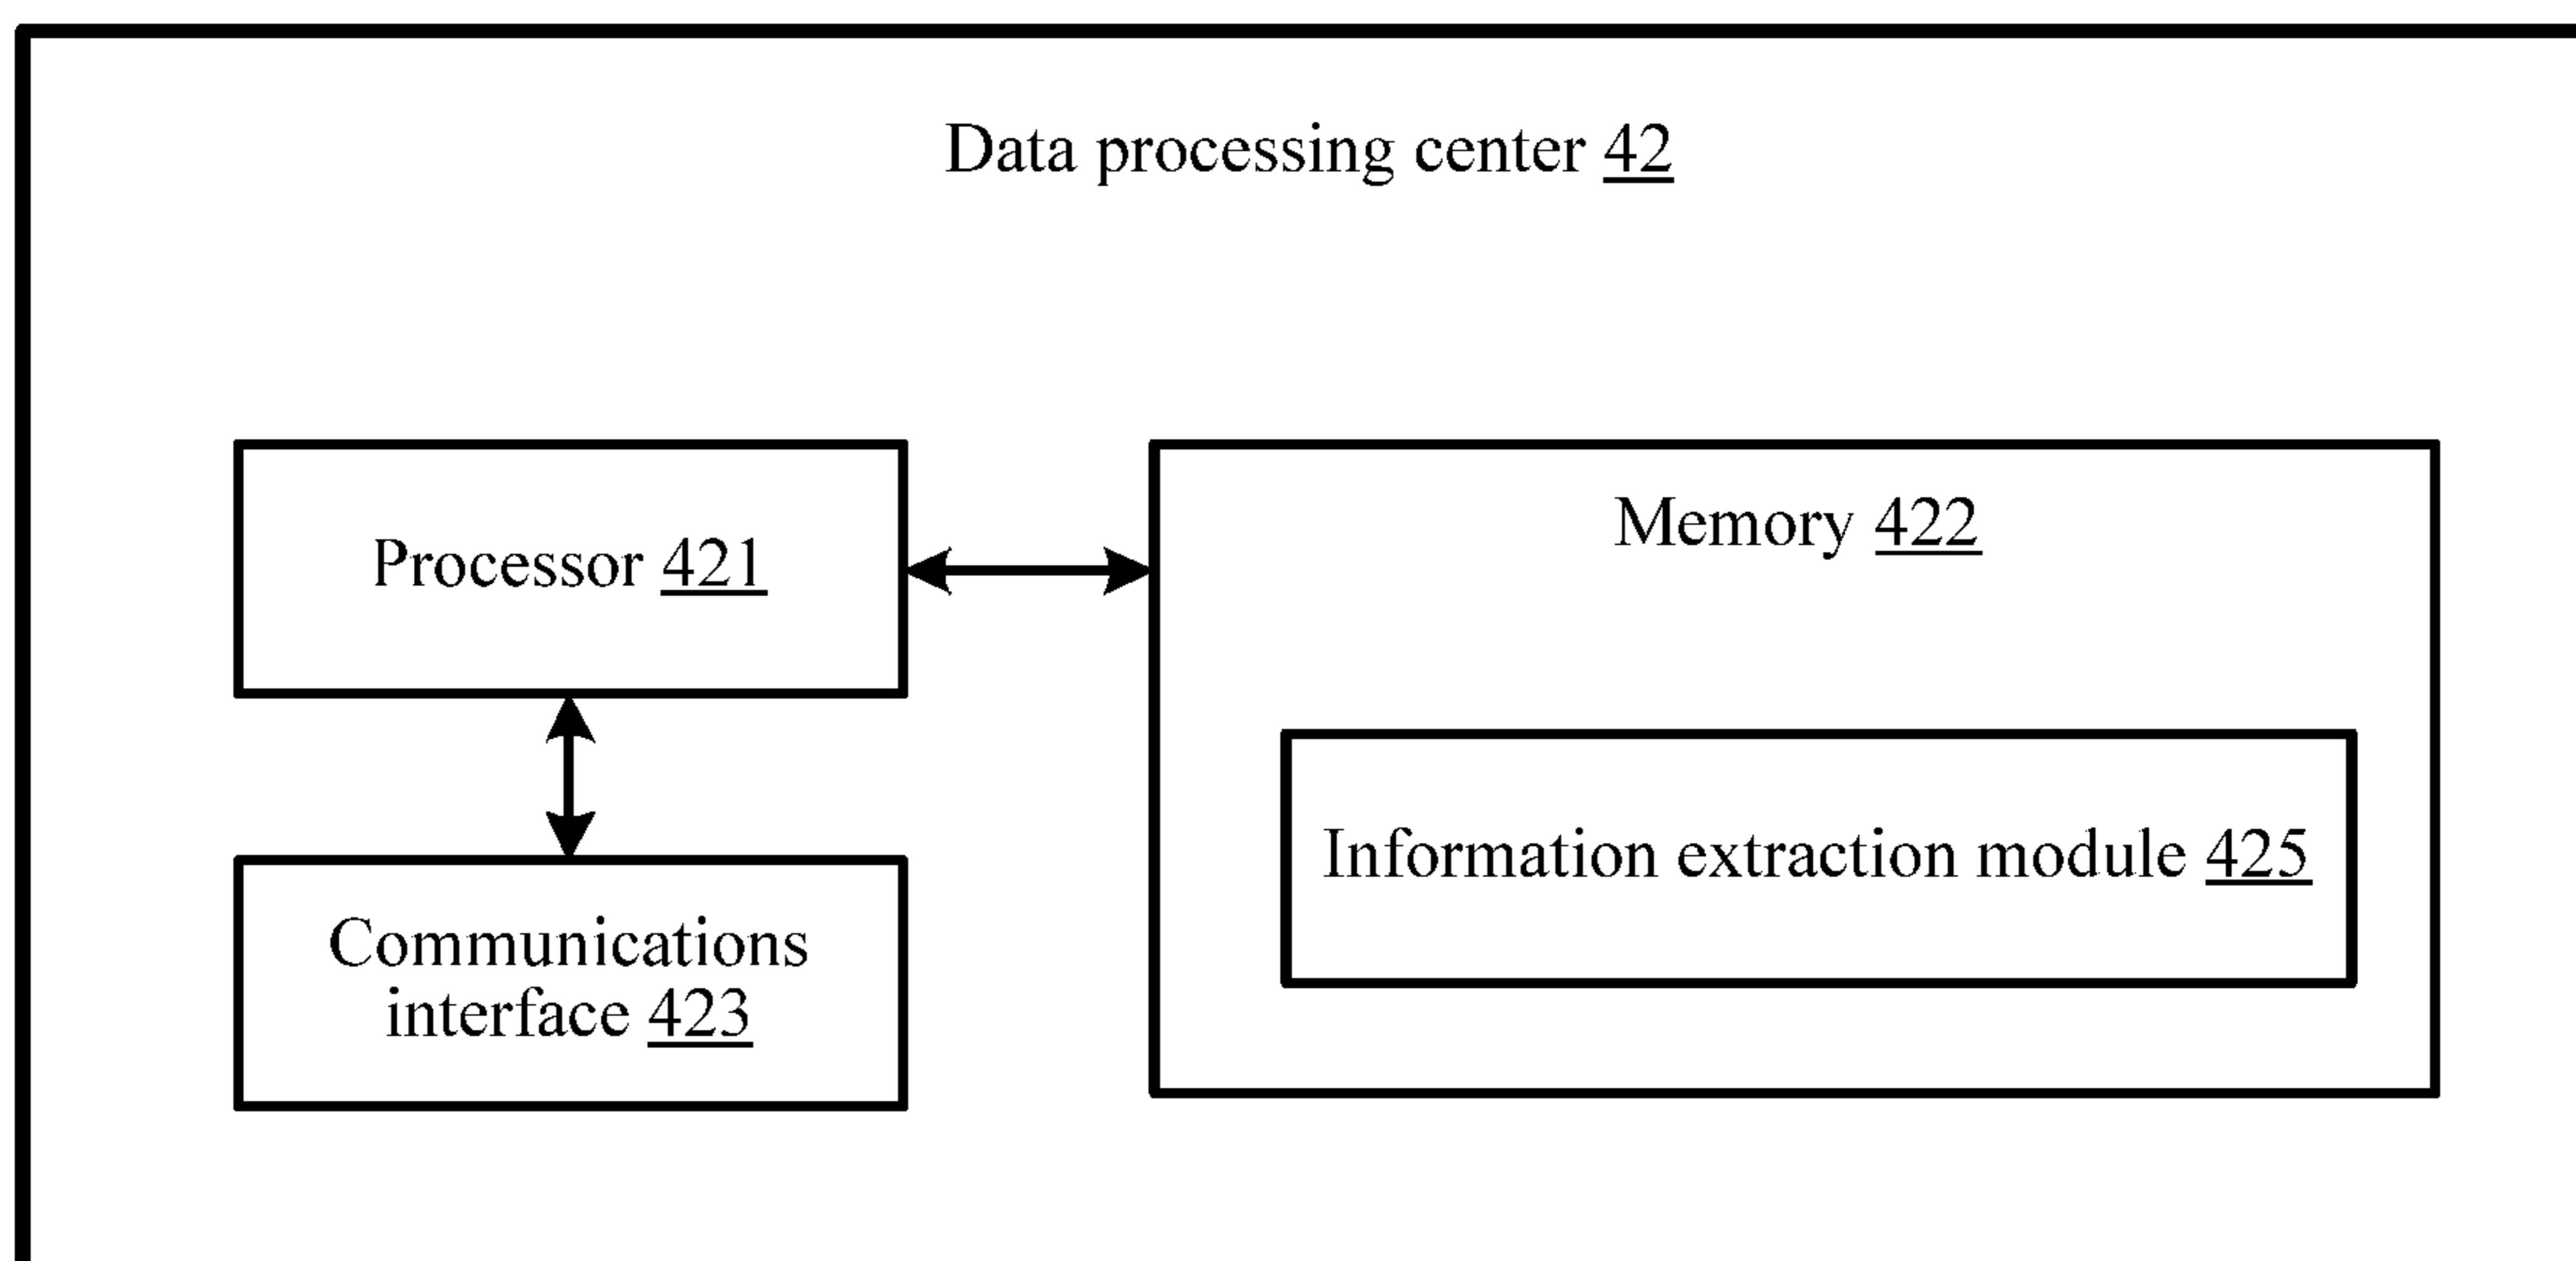 Data processing center 42
Processor 421
Memory 422
Information extraction module 425
Communications
interface 423